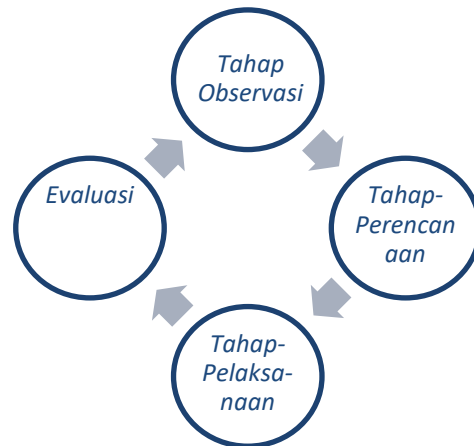 Tahap
Observasi
Tahap-
Perencan
aan
Tahap-
Pelaksa-
naan
Evaluasi